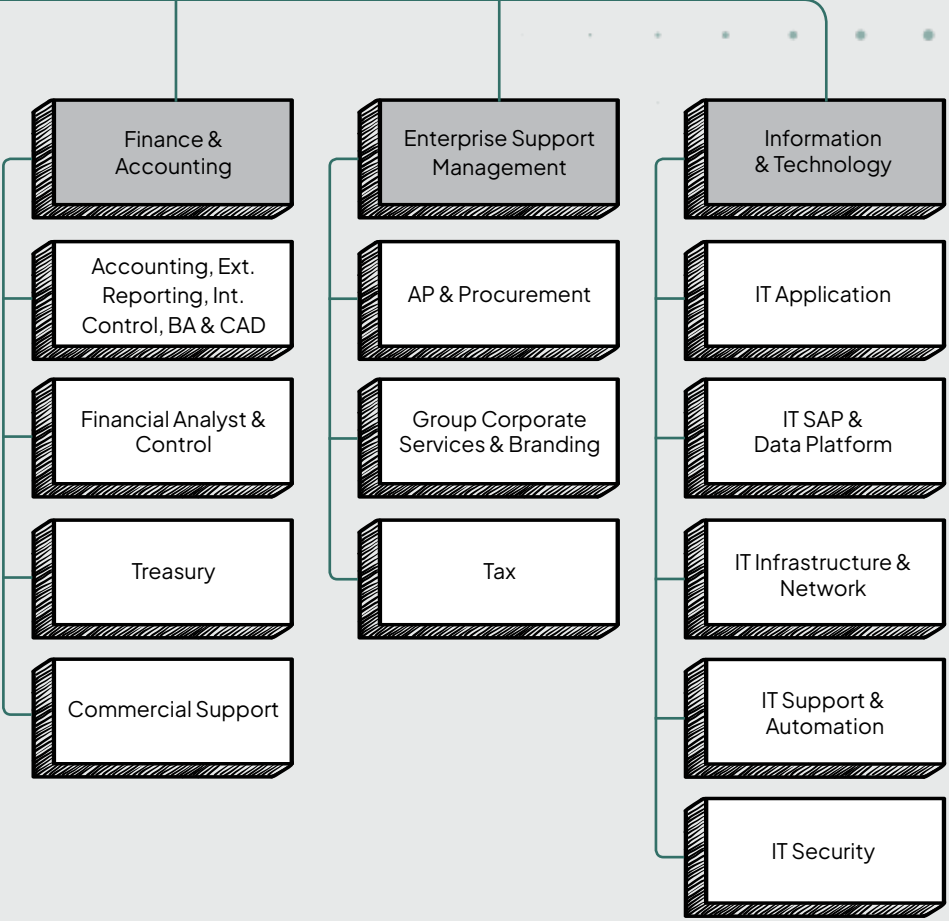 Finance &
Accounting
Accounting, Ext.
Reporting, Int.
Control, BA & CAD
Financial Analyst &
Control
Treasury
Commercial Support
Enterprise Support
Management
AP & Procurement
Group Corporate
Services & Branding
Tax
Information
& Technology
IT Application
IT SAP &
Data Platform
IT Infrastructure &
Network
IT Support &
Automation
IT Security